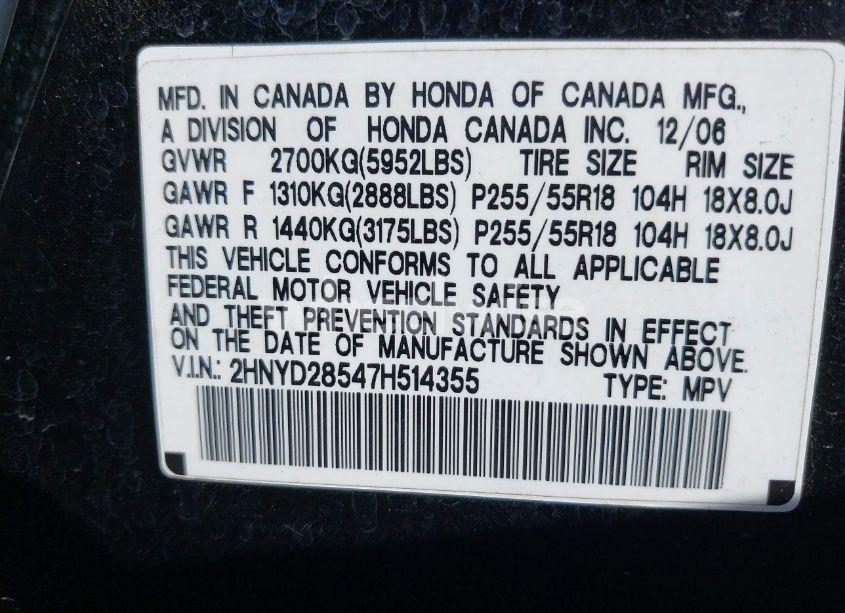 MFD. IN CANADA BY HONDA OF CANADA MFG.,
A DIVISION OF HONDA CANADA INC. 12/06
GVWR 2700KG(5952LBS) TIRE SIZE RIM SIZE
GAWR F 1310KG(2888LBS) P255/55R18 104H 18X8.0J
GAWR R 1440KG(3175LBS) P255/55R18 104H 18X8.0J
THIS VEHICLE CONFORMS TO ALL APPLICABLE
FEDERAL MOTOR VEHICLE SAFETY
AND THEFT PREVENTION STANDARDS IN EFFECT
ON THE DATE OF MANUFACTURE SHOWN ABOVE.
V.I.N.: 2HNYD28547H514355 TYPE: MPV